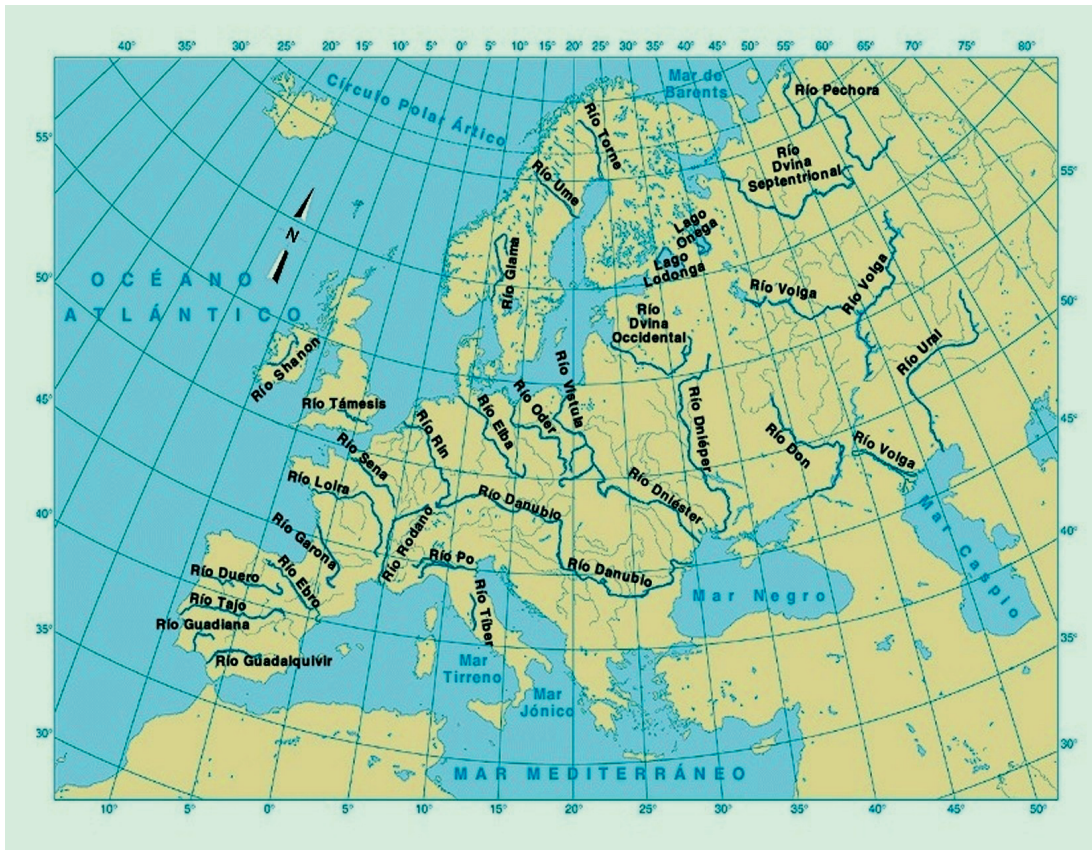 40° 35° 30° 25° 20° 15° 10° 5° 0° 5° 10° 15° 20° 25° 30° 35° 40° 45° 50° 55° 60° 65° 70° 75° 80°
Mar de
Barents
Río Pechora
Círculo Polar Ártico
Río Torne
55°
Río
Dvina
Septentrional
55°
Río Ume
Lago
Onega
N
Río Glama
Lago
Lodonga
50°
OCÉANO
ATLÁNTICO
Río Volga
Río Volga
50°
Río
Dvina
Occidental
Río Ural
Río Shanon
Río Vístula
45°
Río Támesis
Río Rin
Río Elba
Río Oder
Río Dniéper
45°
Río Sena
Río Don
Río Volga
Río Loira
Río Danubio
Río Dniéster
40°
Río Rodano
40°
Río Garona
Río Po
Río Danubio
Mar Caspio
Río Duero
Río Ebro
Mar Negro
Río Tajo
Río Tíber
Río Guadiana
35°
35°
Río Guadalquivir
Mar
Tirreno
Mar
Jónico
30°
30°
MAR MEDITERRÁNEO
10° 5° 0° 5° 10° 15° 20° 25° 30° 35° 40° 45° 50°